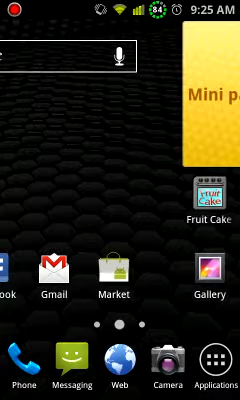 84 9:25 AM
Mini pa
Fruit Cake
Fruit Cake
ook Gmail Market Gallery
Phone Messaging Web Camera Applications